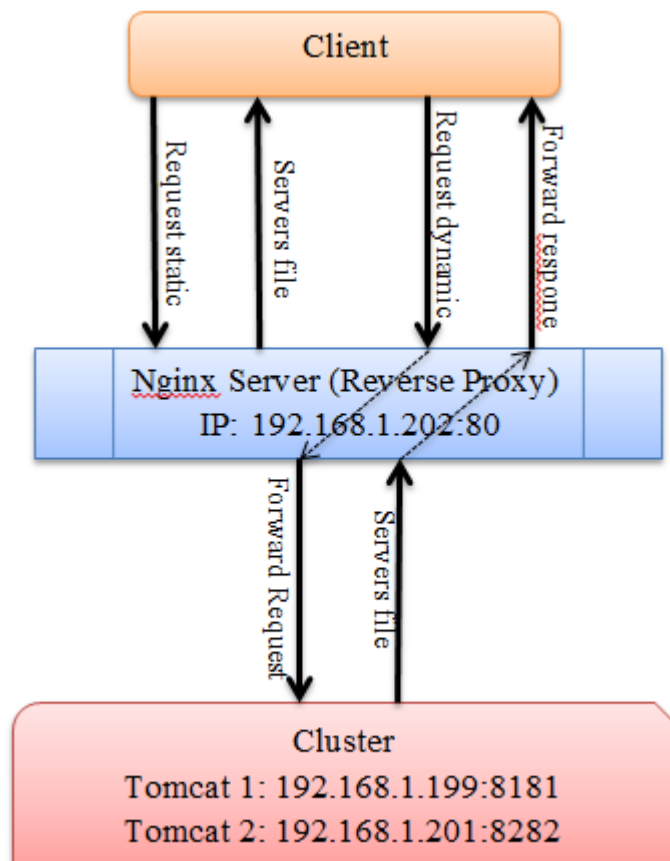 Client
Request static
Servers file
Request dynamic
Forward respone
Nginx Server (Reverse Proxy)
IP: 192.168.1.202:80
Forward Request
Servers file
Cluster
Tomcat 1: 192.168.1.199:8181
Tomcat 2: 192.168.1.201:8282